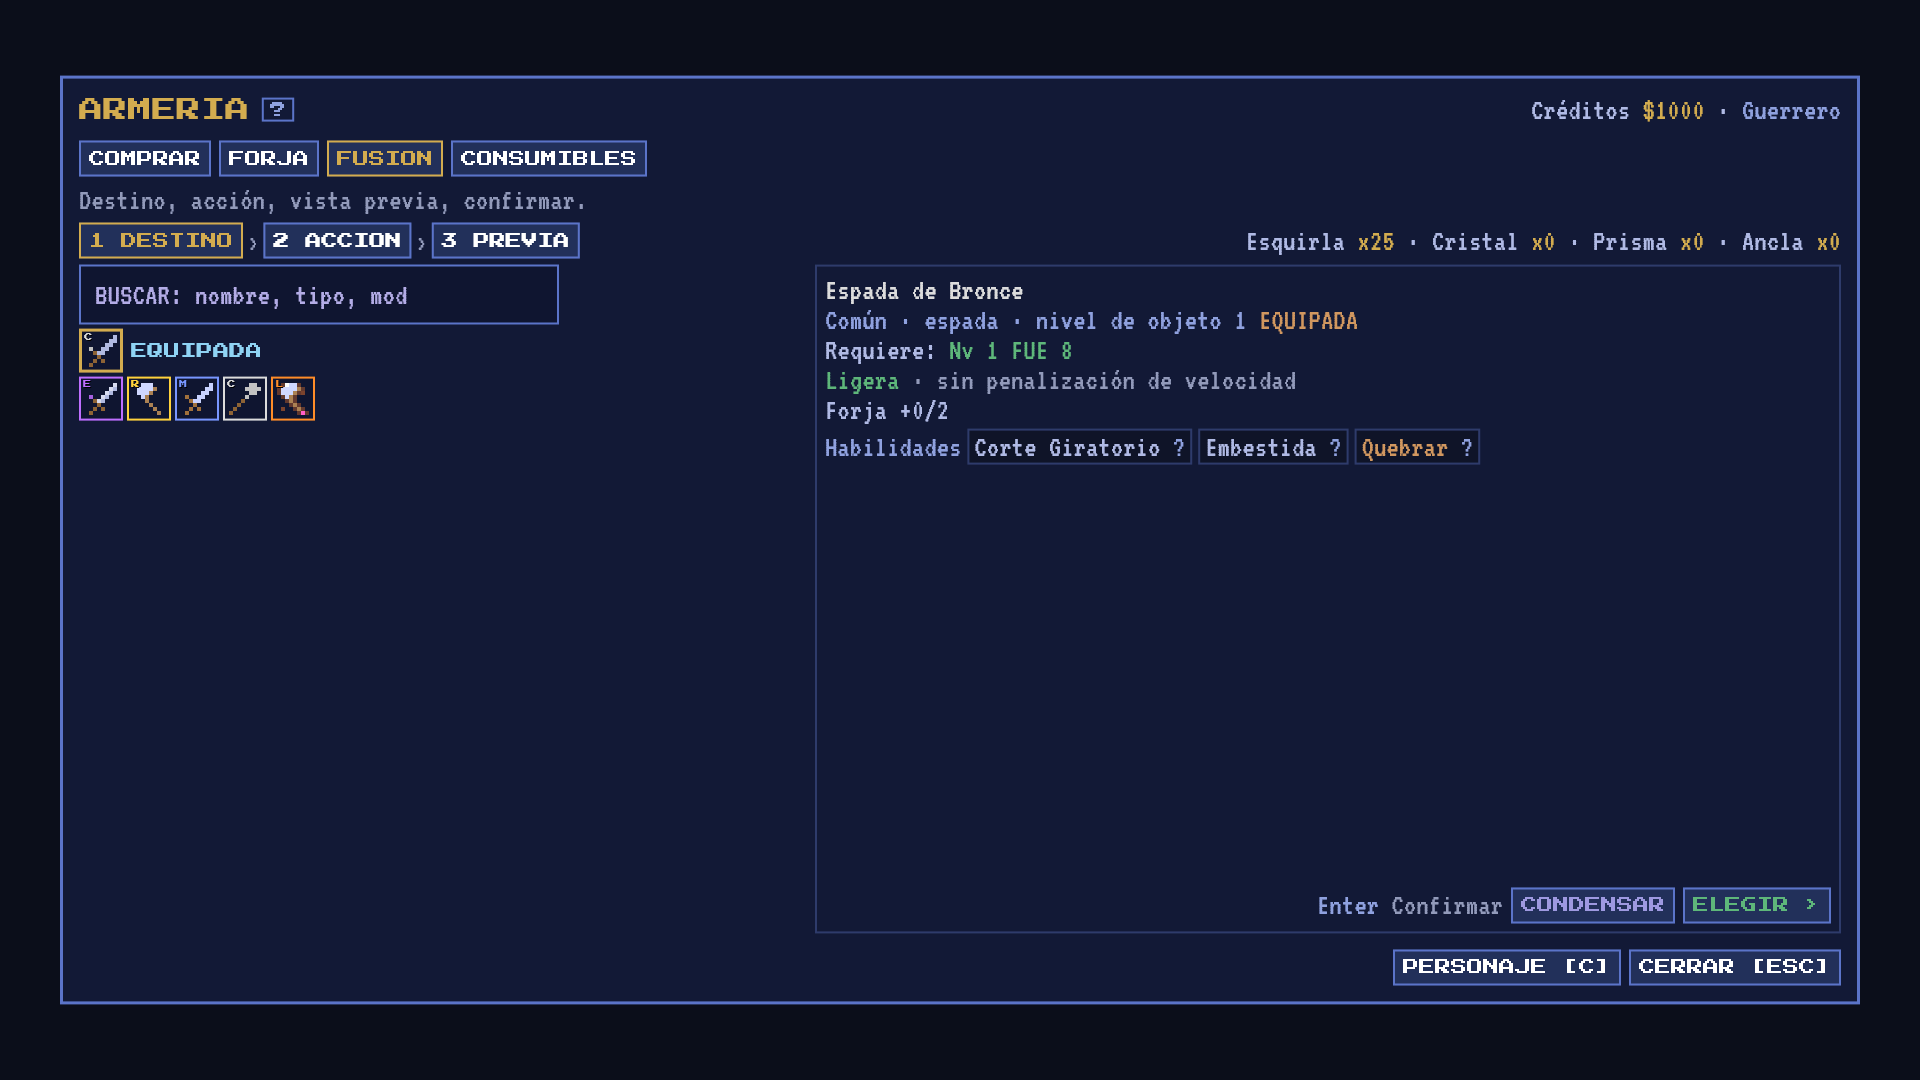 ARMERIA ?
Créditos $1000 · Guerrero
COMPRAR FORJA FUSION CONSUMIBLES
Destino, acción, vista previa, confirmar.
1 DESTINO › 2 ACCION › 3 PREVIA
Esquirla x25 · Cristal x0 · Prisma x0 · Ancla x0
BUSCAR: nombre, tipo, mod
C EQUIPADA
E R M C L
Espada de Bronce
Común · espada · nivel de objeto 1 EQUIPADA
Requiere: Nv 1 FUE 8
Ligera · sin penalización de velocidad
Forja +0/2
Habilidades Corte Giratorio ? Embestida ? Quebrar ?
Enter Confirmar CONDENSAR ELEGIR >
PERSONAJE [C] CERRAR [ESC]